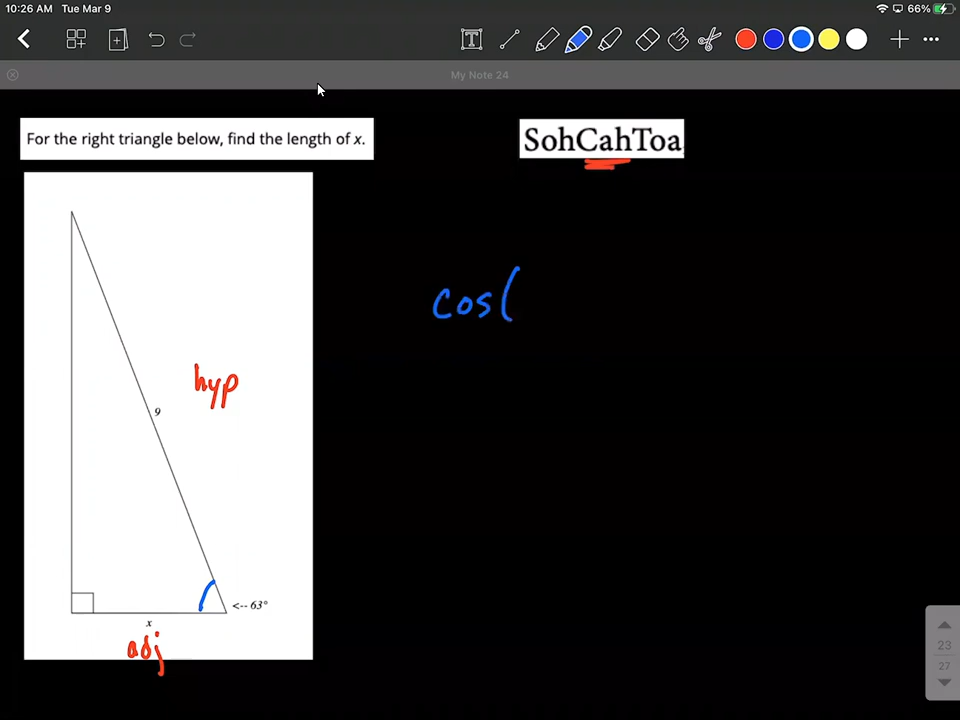 10:26 AM Tue Mar 9
66%
My Note 24
For the right triangle below, find the length of x.
SohCahToa
cos(
hyp
9
<-- 63°
x
adj
23
27